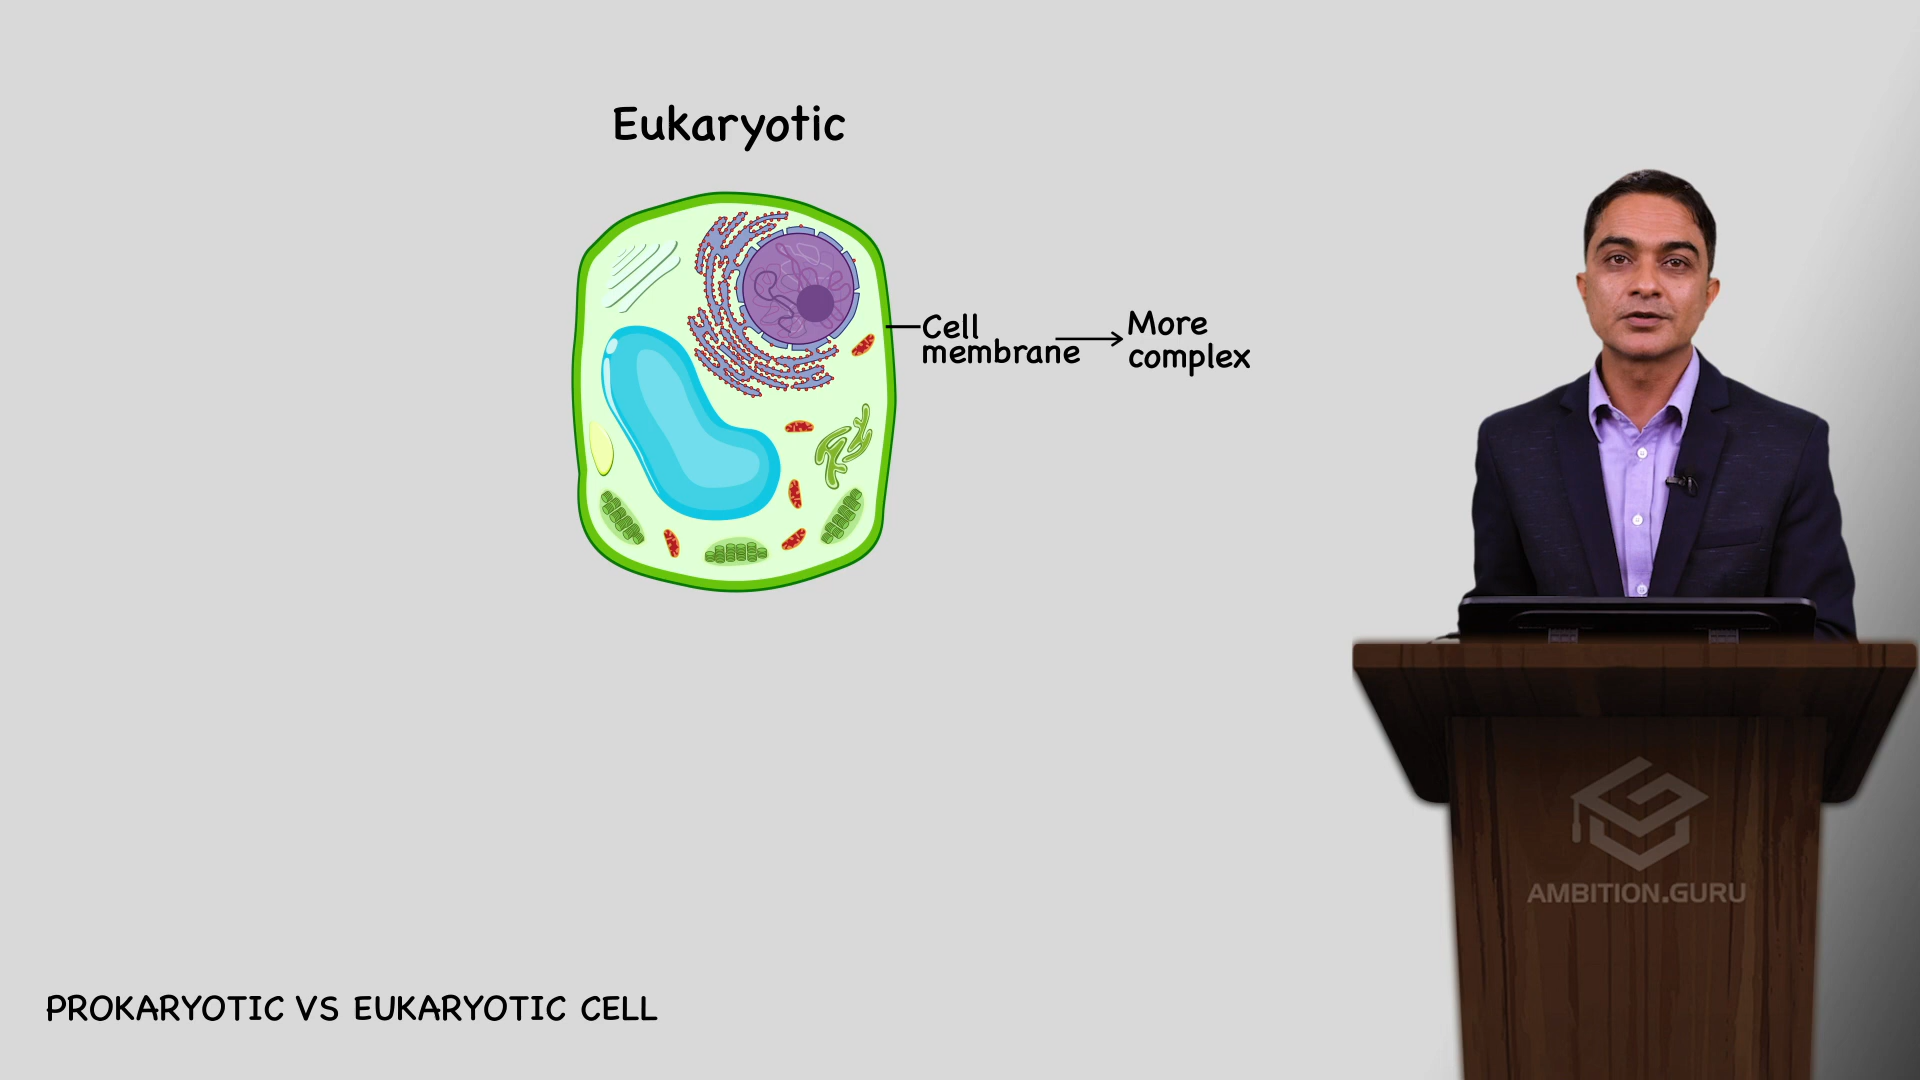 Eukaryotic
Cell
membrane
More
complex
AMBITION.GURU
PROKARYOTIC VS EUKARYOTIC CELL